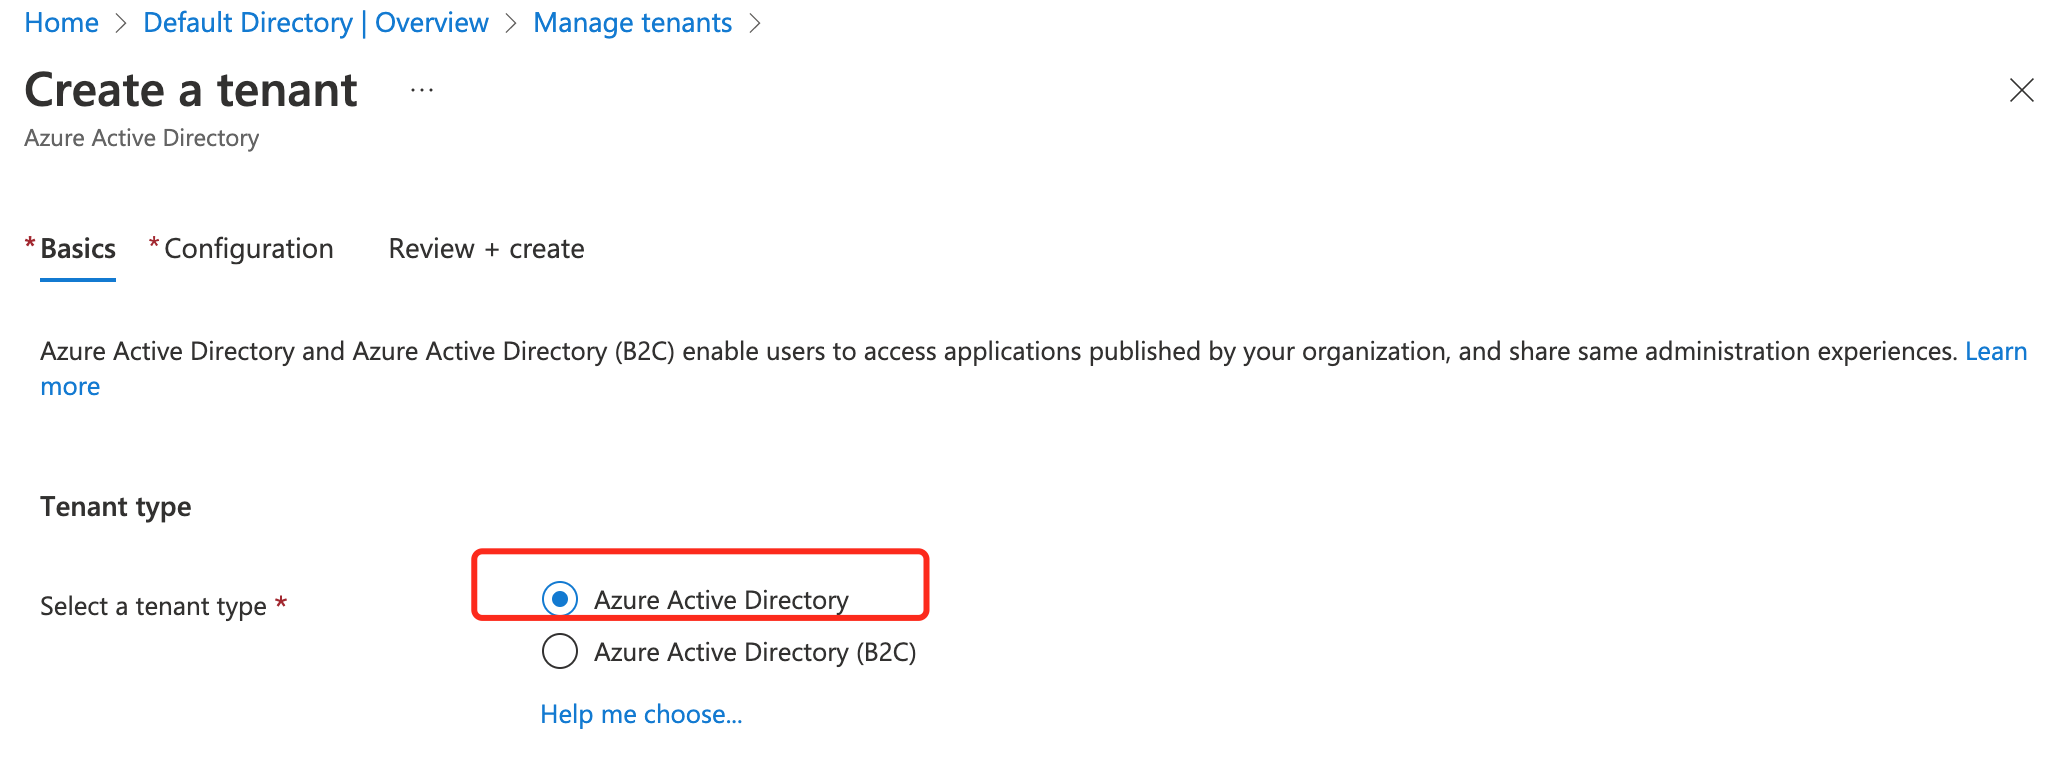 Home > Default Directory | Overview > Manage tenants >
Create a tenant ...
Azure Active Directory
* Basics * Configuration Review + create
Azure Active Directory and Azure Active Directory (B2C) enable users to access applications published by your organization, and share same administration experiences. Learn
more
Tenant type
Select a tenant type *
Azure Active Directory
Azure Active Directory (B2C)
Help me choose...